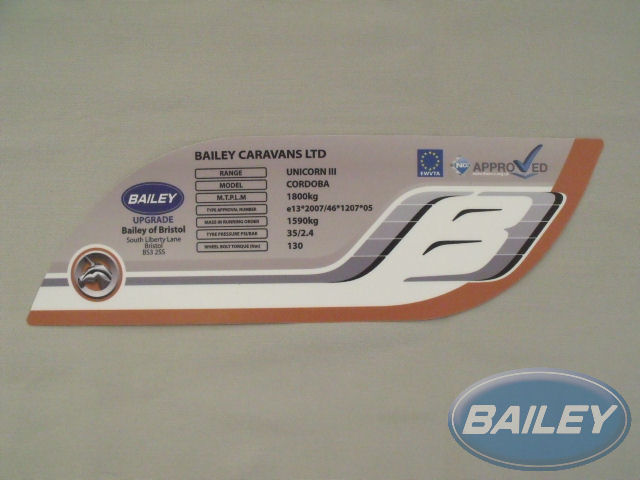 BAILEY CARAVANS LTD
RANGE UNICORN III
MODEL CORDOBA
M.T.P.L.M 1800kg
TYPE APPROVAL NUMBER e13*2007/46*1207*05
MASS IN RUNNING ORDER 1590kg
TYRE PRESSURE PSI/BAR 35/2.4
WHEEL BOLT TORQUE (Nm) 130
BAILEY
UPGRADE
Bailey of Bristol
South Liberty Lane
Bristol
BS3 2SS
EWVTA
NCC APPROVED
B
BAILEY